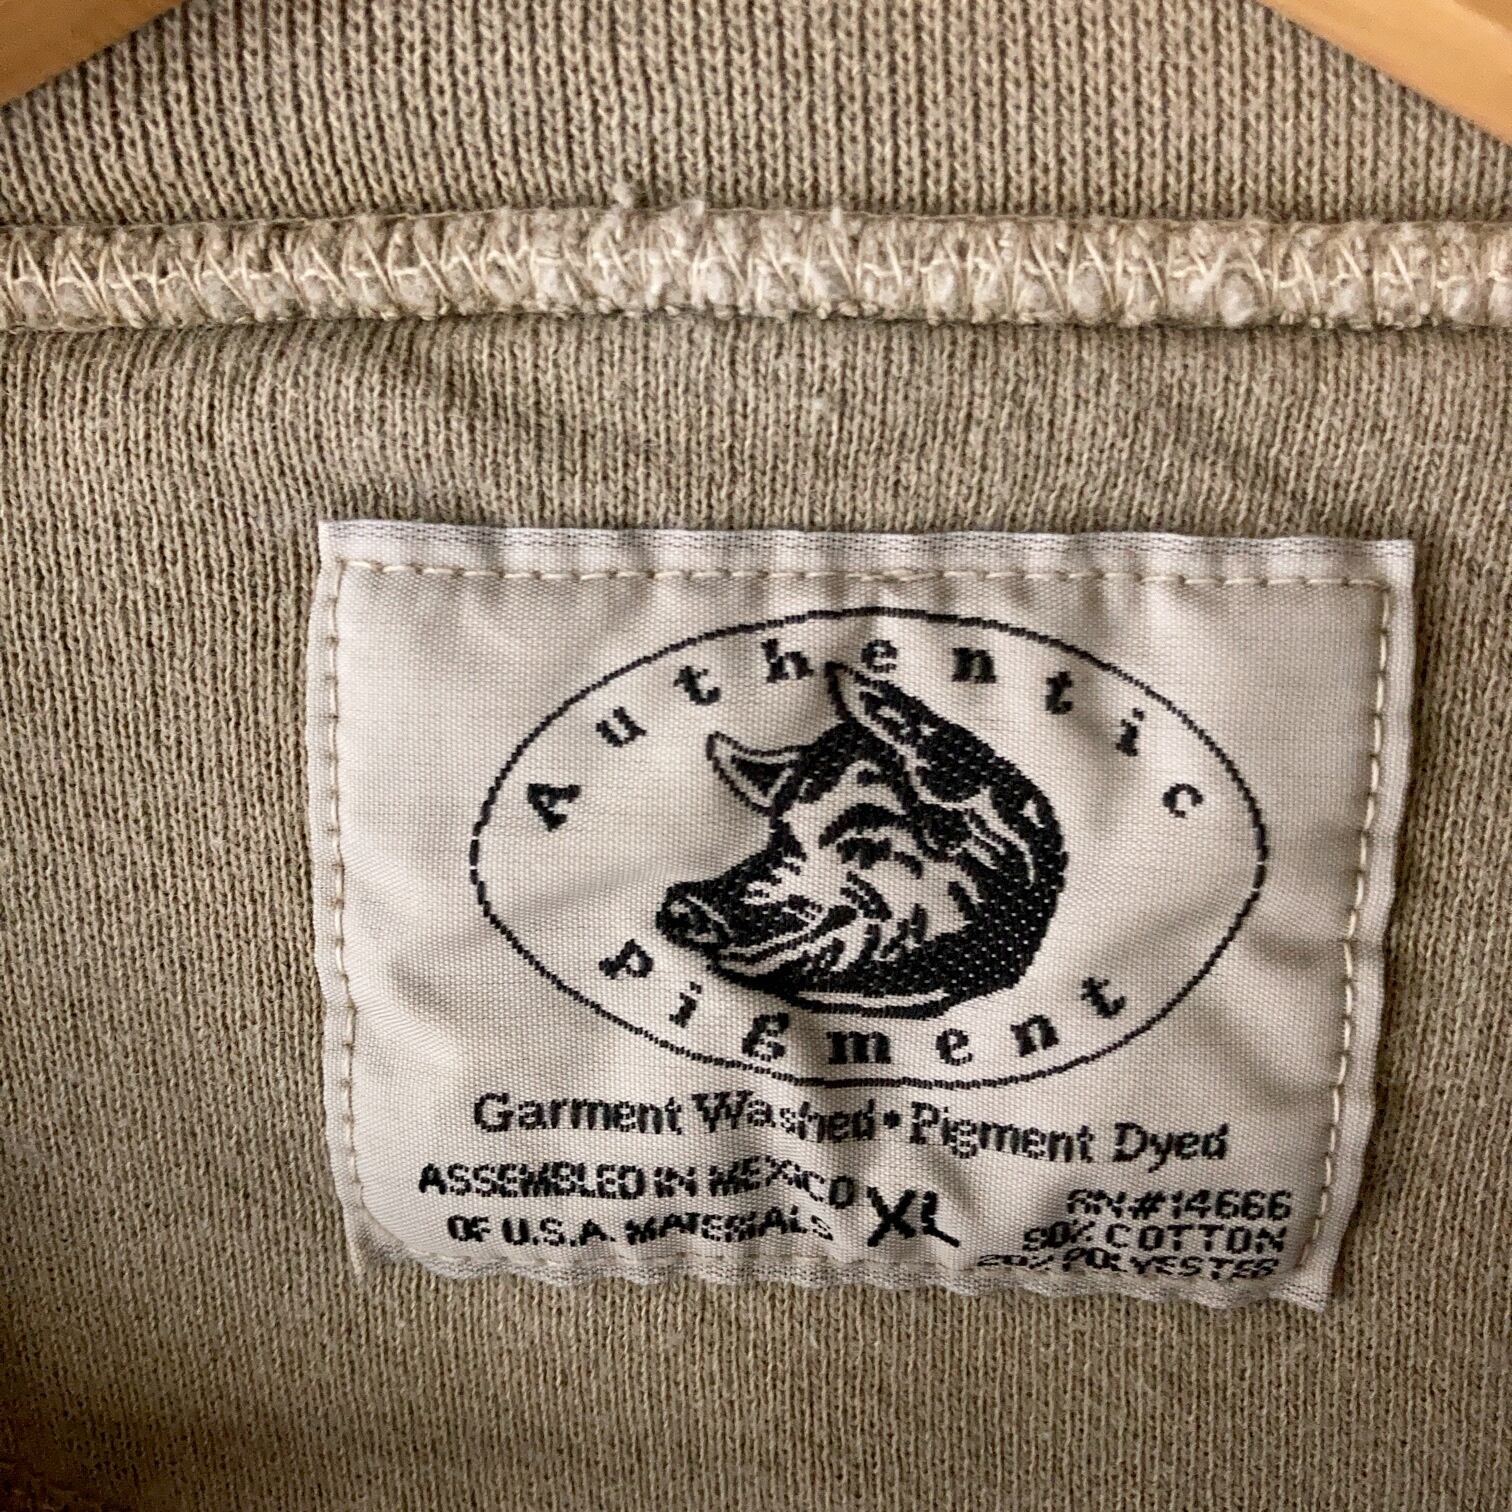 Authentic
Pigment
Garment Washed • Pigment Dyed
ASSEMBLED IN MEXICO
OF U.S.A. MATERIALS
XL
RN#14666
80% COTTON
20% POLYESTER